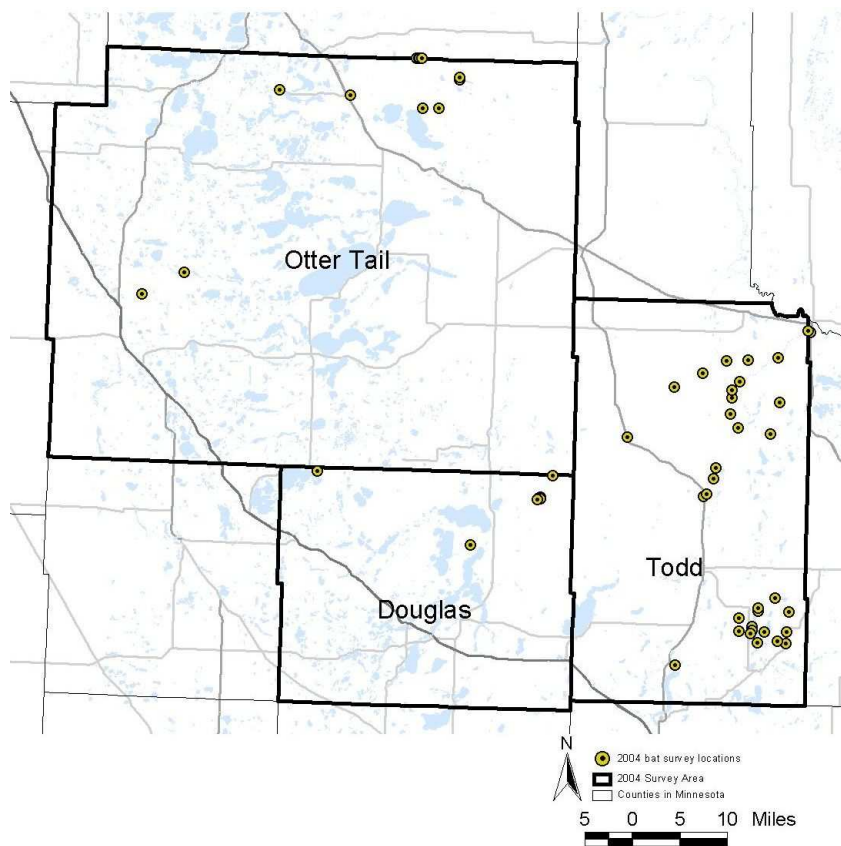 Otter Tail
Todd
Douglas
N
2004 bat survey locations
2004 Survey Area
Counties in Minnesota
5 0 5 10 Miles